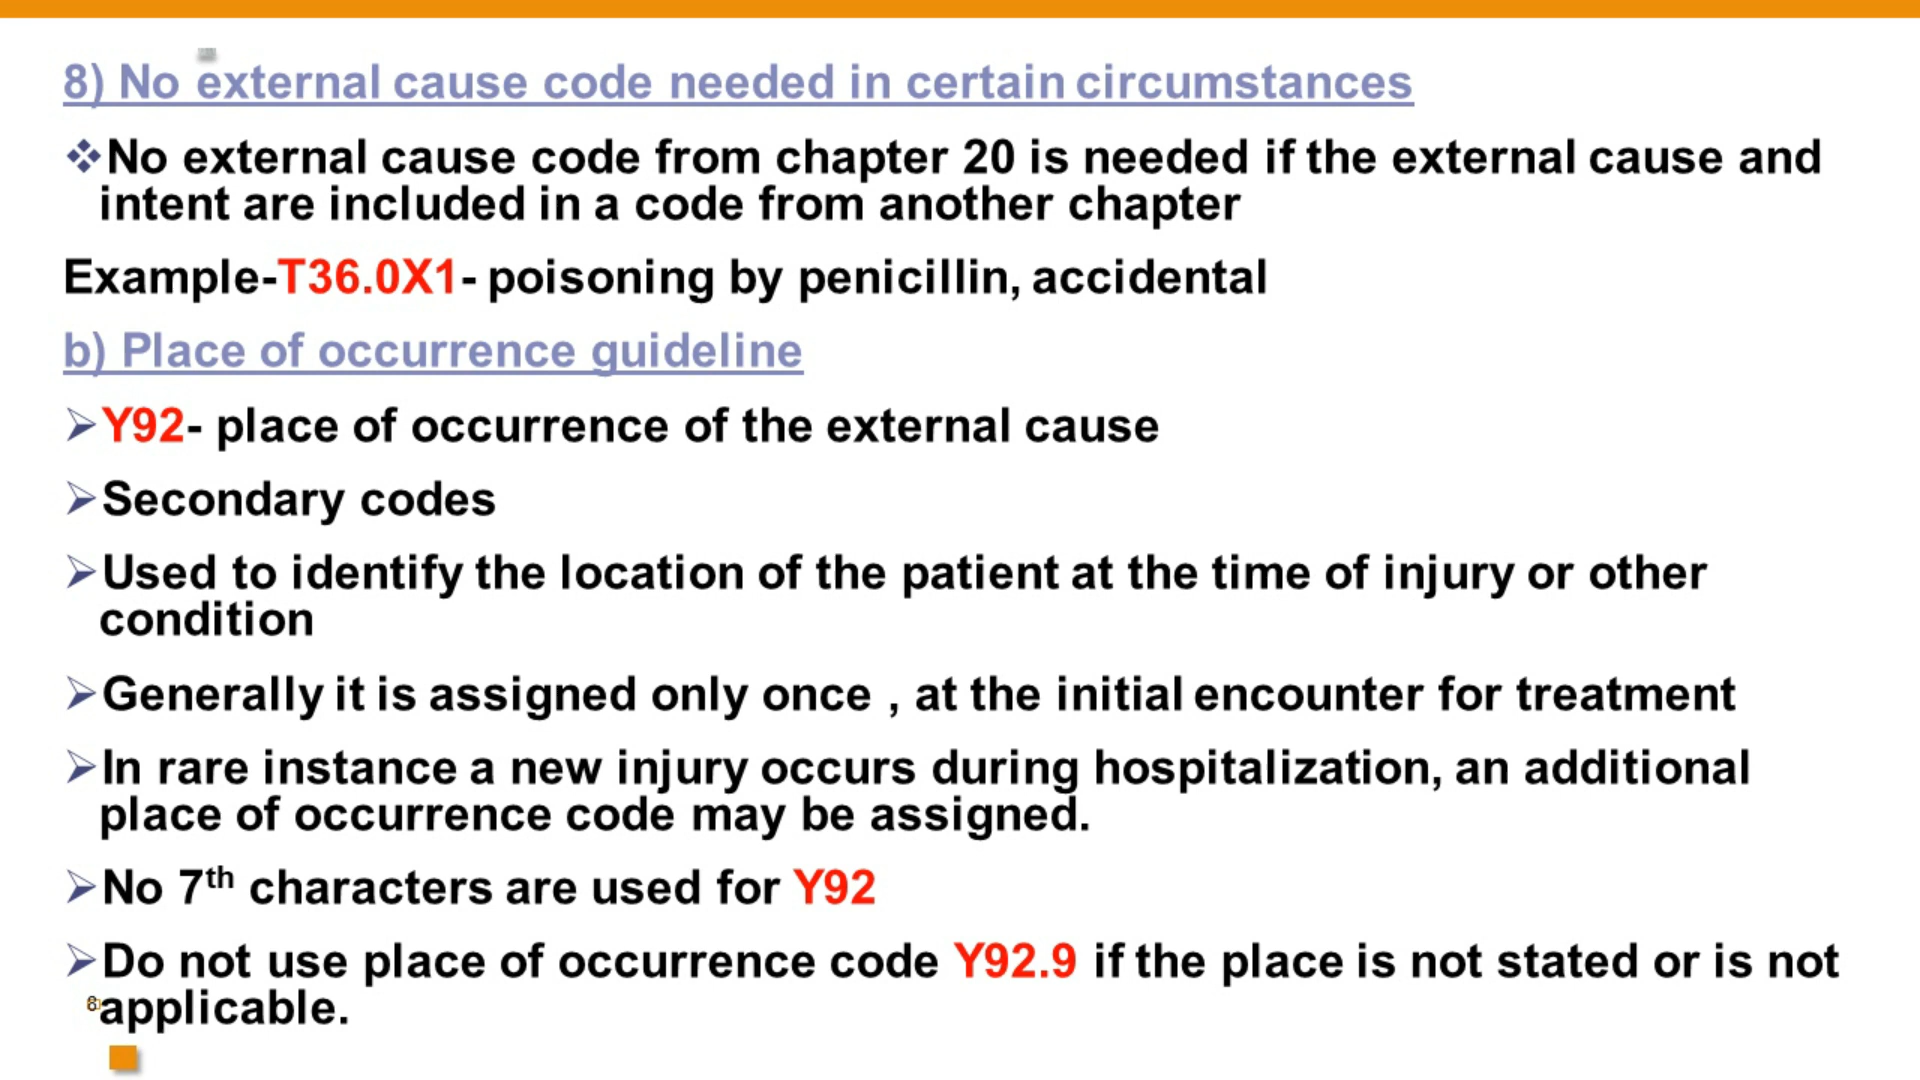 8) No external cause code needed in certain circumstances
❖No external cause code from chapter 20 is needed if the external cause and
intent are included in a code from another chapter
Example-T36.0X1- poisoning by penicillin, accidental
b) Place of occurrence guideline
➢Y92- place of occurrence of the external cause
➢Secondary codes
➢Used to identify the location of the patient at the time of injury or other
condition
➢Generally it is assigned only once , at the initial encounter for treatment
➢In rare instance a new injury occurs during hospitalization, an additional
place of occurrence code may be assigned.
➢No 7th characters are used for Y92
➢Do not use place of occurrence code Y92.9 if the place is not stated or is not
applicable.